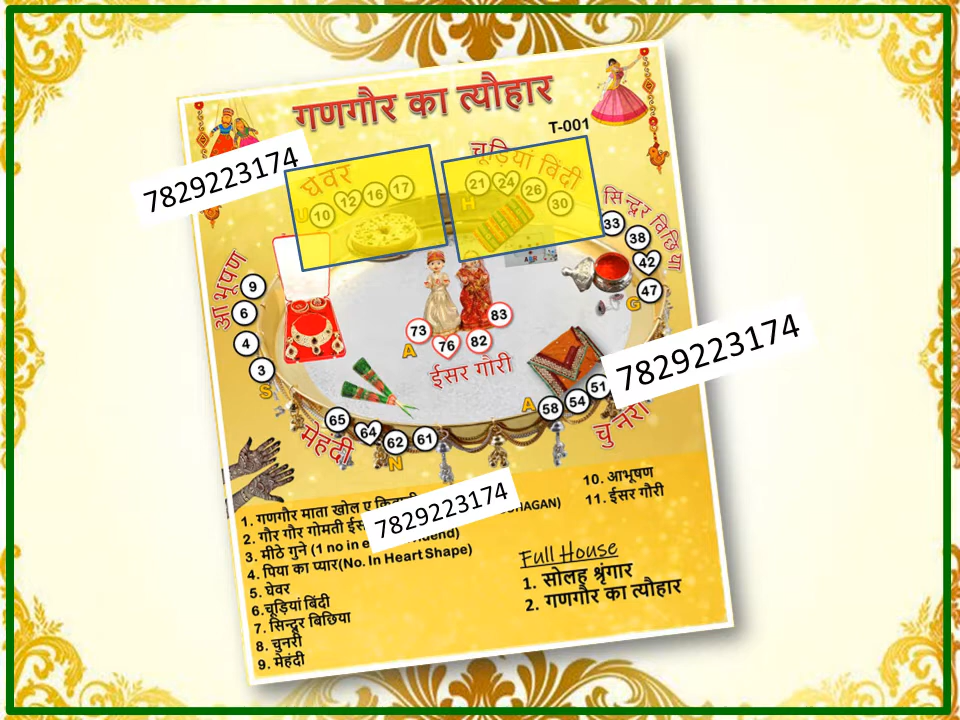 गणगौर का त्यौहार
T-001
7829223174
घेवर
10 12 16 17
U
चूड़ियां बिंदी
21 24 26 30
H
सिन्दूर बिछिया
33
38
42
47
G
आभूषण
9
6
4
3
S
73 76 82 83
A
ईसर गौरी
7829223174
51
54
58
A
चुनरी
65 64 62 61
N
मेहंदी
7829223174
1. गणगौर माता खोल ए
2. गौर गौर गोमती
3. मीठे गुने (1 no in
4. पिया का प्यार(No. In Heart Shape)
5. घेवर
6. चूड़ियां बिंदी
7. सिन्दूर बिछिया
8. चुनरी
9. मेहंदी
10. आभूषण
11. ईसर गौरी
Full House
1. सोलह श्रृंगार
2. गणगौर का त्यौहार